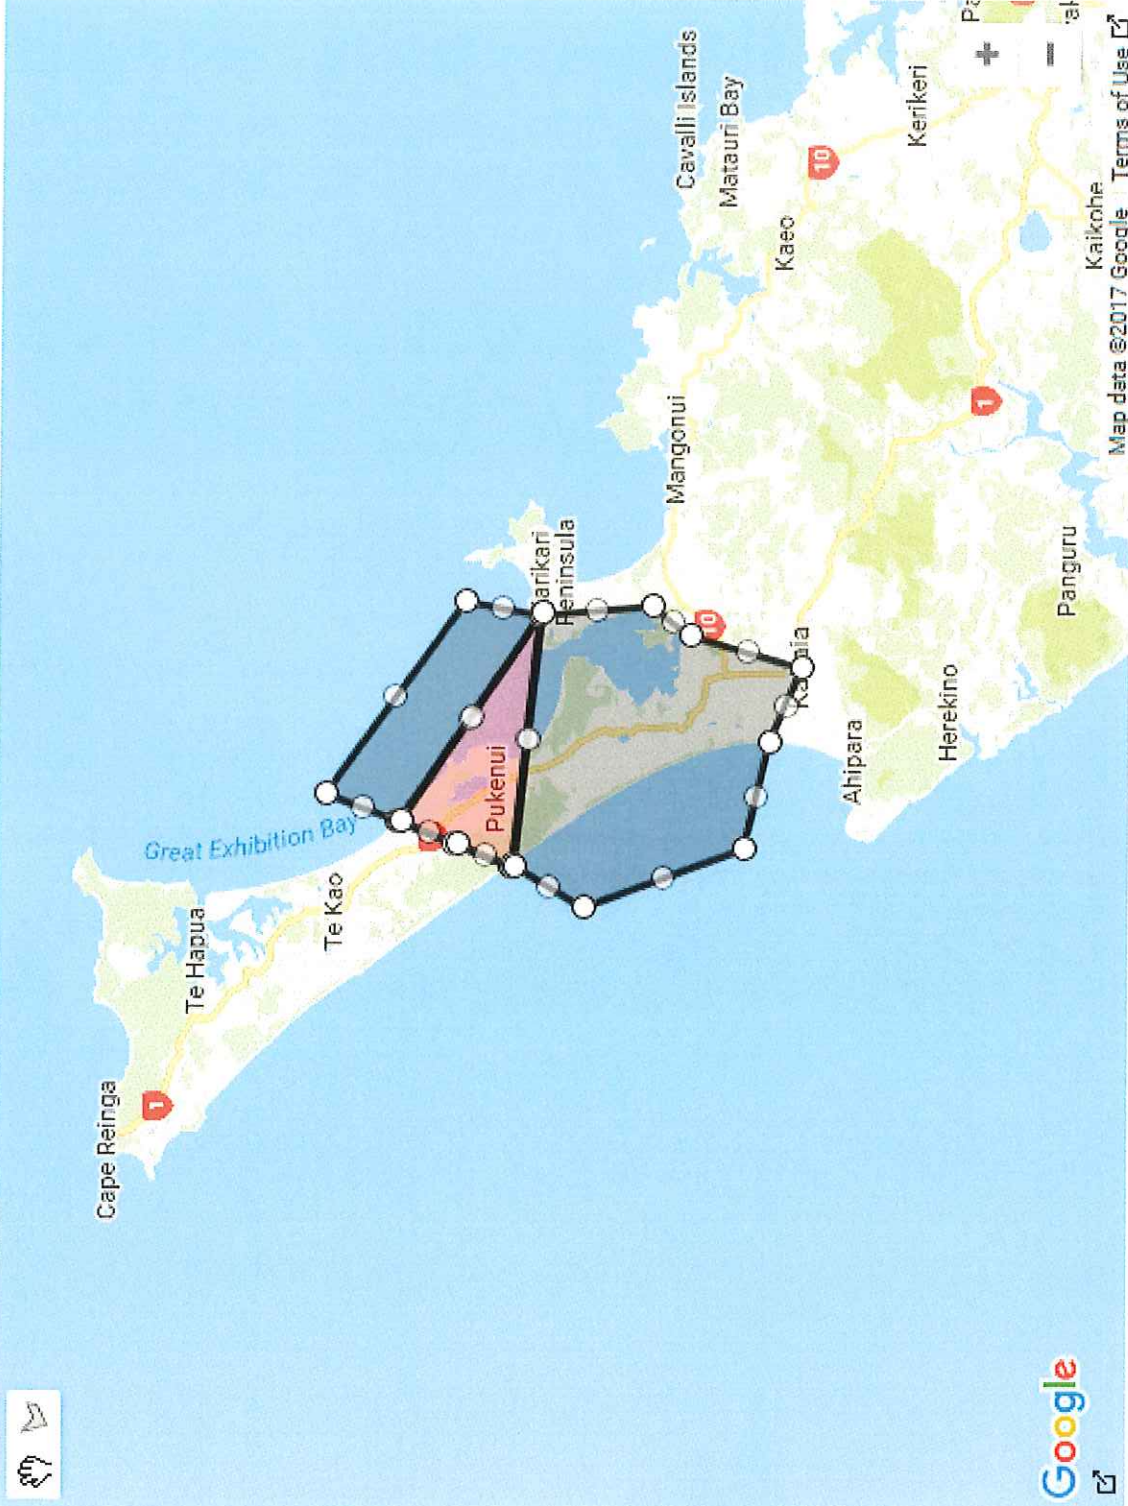 Cape Reinga
1
Te Hapua
Great Exhibition Bay
Te Kao
Pukenui
arikari
Peninsula
Mangonui
10
Cavalli Islands
Matauri Bay
Kaeo
10
Kerikeri
Ahipara
Herekino
1
Panguru
Kaikohe
+
−
Google
Map data ©2017 Google
Terms of Use